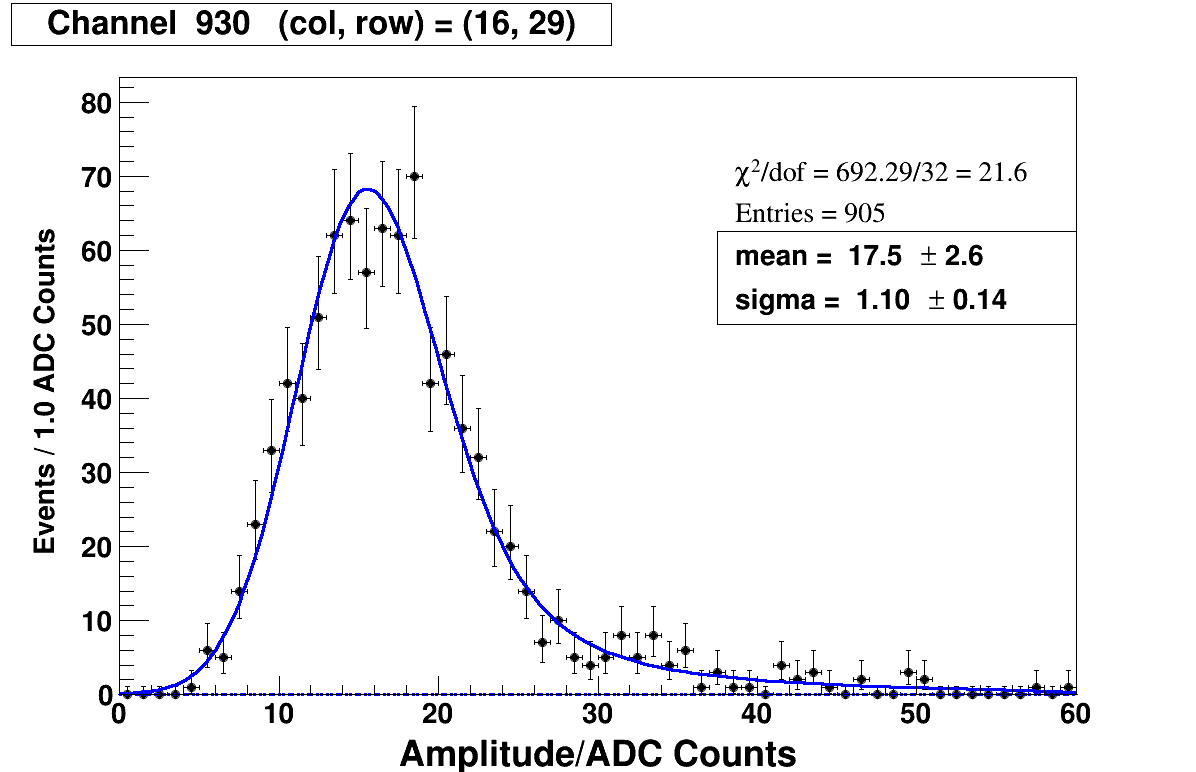 Channel 930 (col, row) = (16, 29)
χ²/dof = 692.29/32 = 21.6
Entries = 905
mean = 17.5 ± 2.6
sigma = 1.10 ± 0.14
Events / 1.0 ADC Counts
80
70
60
50
40
30
20
10
0
0 10 20 30 40 50 60
Amplitude/ADC Counts